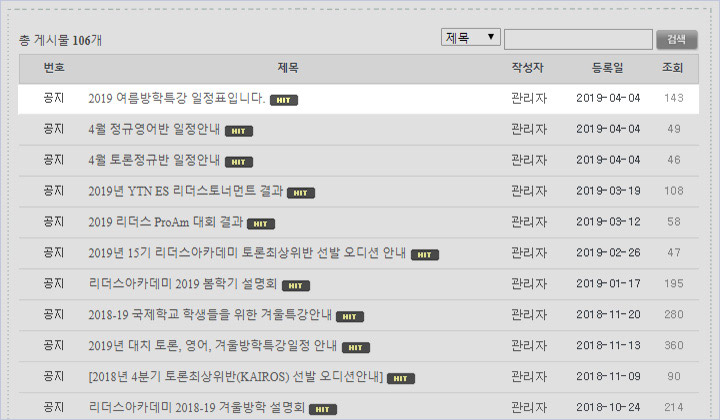 총 게시물 106개
제목 ▼ 검색
번호 제목 작성자 등록일 조회
공지 2019 여름방학특강 일정표입니다. HIT 관리자 2019-04-04 143
공지 4월 정규영어반 일정안내 HIT 관리자 2019-04-04 49
공지 4월 토론정규반 일정안내 HIT 관리자 2019-04-04 46
공지 2019년 YTN ES 리더스토너먼트 결과 HIT 관리자 2019-03-19 108
공지 2019 리더스 ProAm 대회 결과 HIT 관리자 2019-03-12 58
공지 2019년 15기 리더스아카데미 토론최상위반 선발 오디션 안내 HIT 관리자 2019-02-26 47
공지 리더스아카데미 2019 봄학기 설명회 HIT 관리자 2019-01-17 195
공지 2018-19 국제학교 학생들을 위한 겨울특강안내 HIT 관리자 2018-11-20 280
공지 2019년 대치 토론, 영어, 겨울방학특강일정 안내 HIT 관리자 2018-11-13 360
공지 [2018년 4분기 토론최상위반(KAIROS) 선발 오디션안내] HIT 관리자 2018-11-09 90
공지 리더스아카데미 2018-19 겨울방학 설명회 HIT 관리자 2018-10-24 214